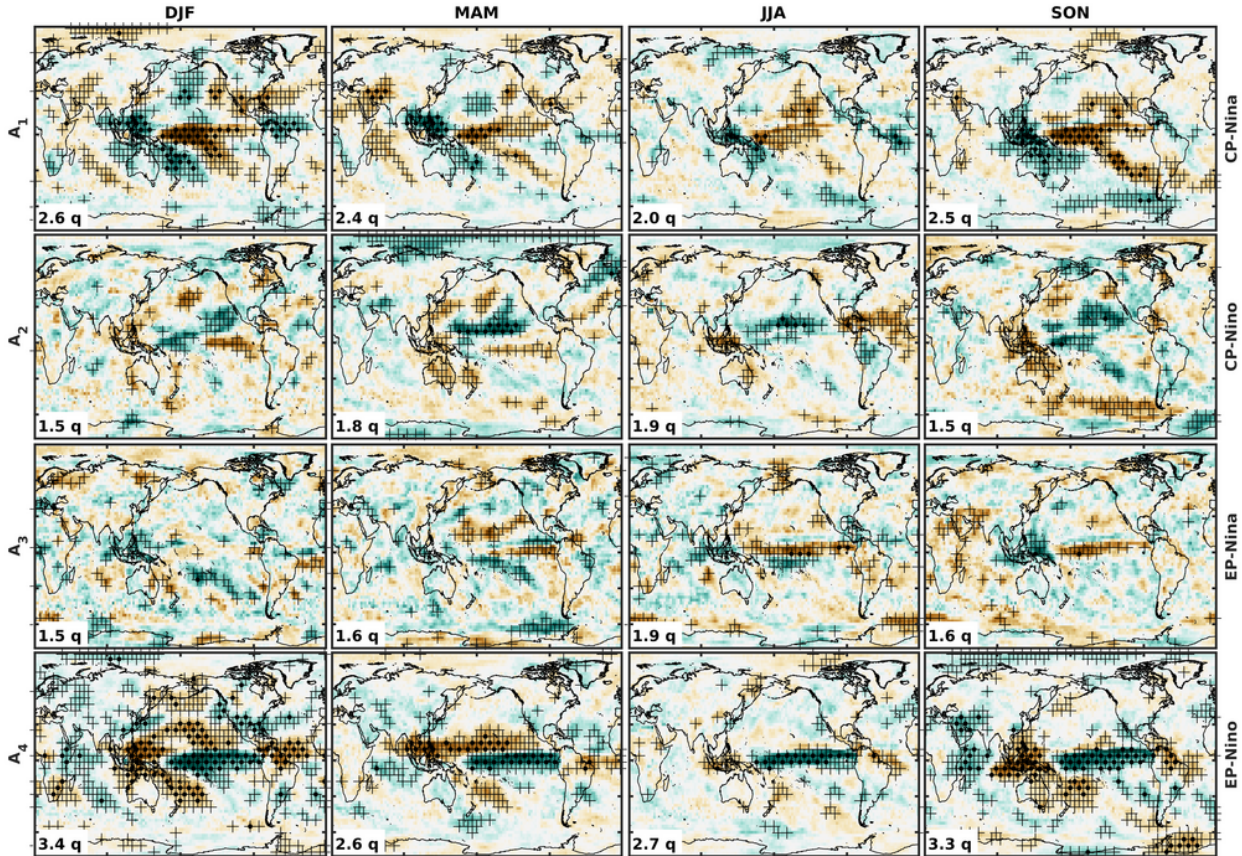 DJF MAM JJA SON
A1 CP-Nina
2.6 q 2.4 q 2.0 q 2.5 q
A2 CP-Nino
1.5 q 1.8 q 1.9 q 1.5 q
A3 EP-Nina
1.5 q 1.6 q 1.9 q 1.6 q
A4 EP-Nino
3.4 q 2.6 q 2.7 q 3.3 q